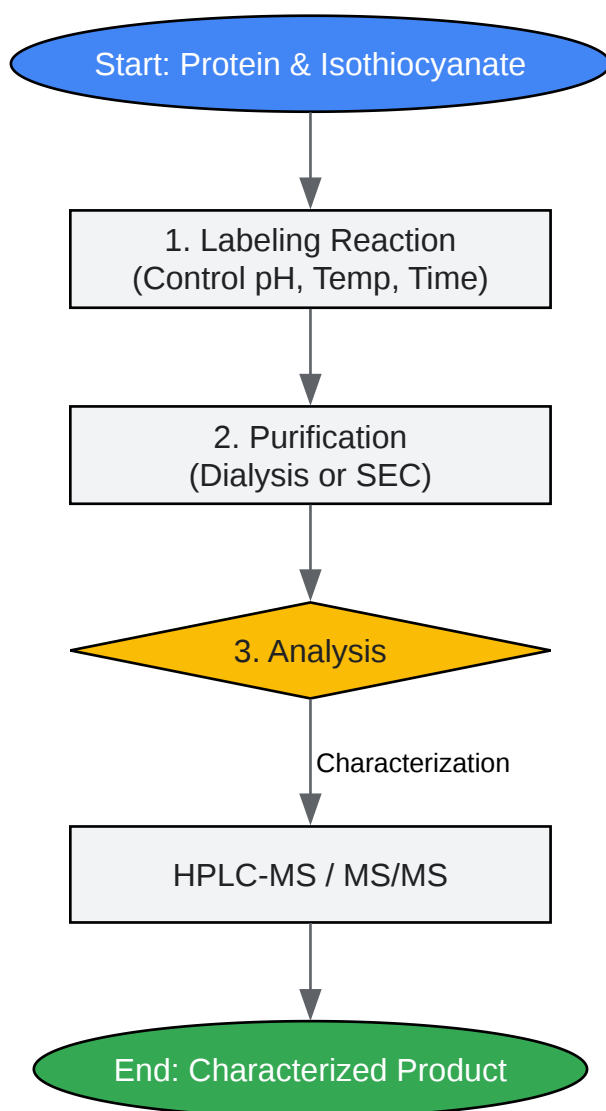 Start: Protein & Isothiocyanate
1. Labeling Reaction
(Control pH, Temp, Time)
2. Purification
(Dialysis or SEC)
3. Analysis
Characterization
HPLC-MS / MS/MS
End: Characterized Product